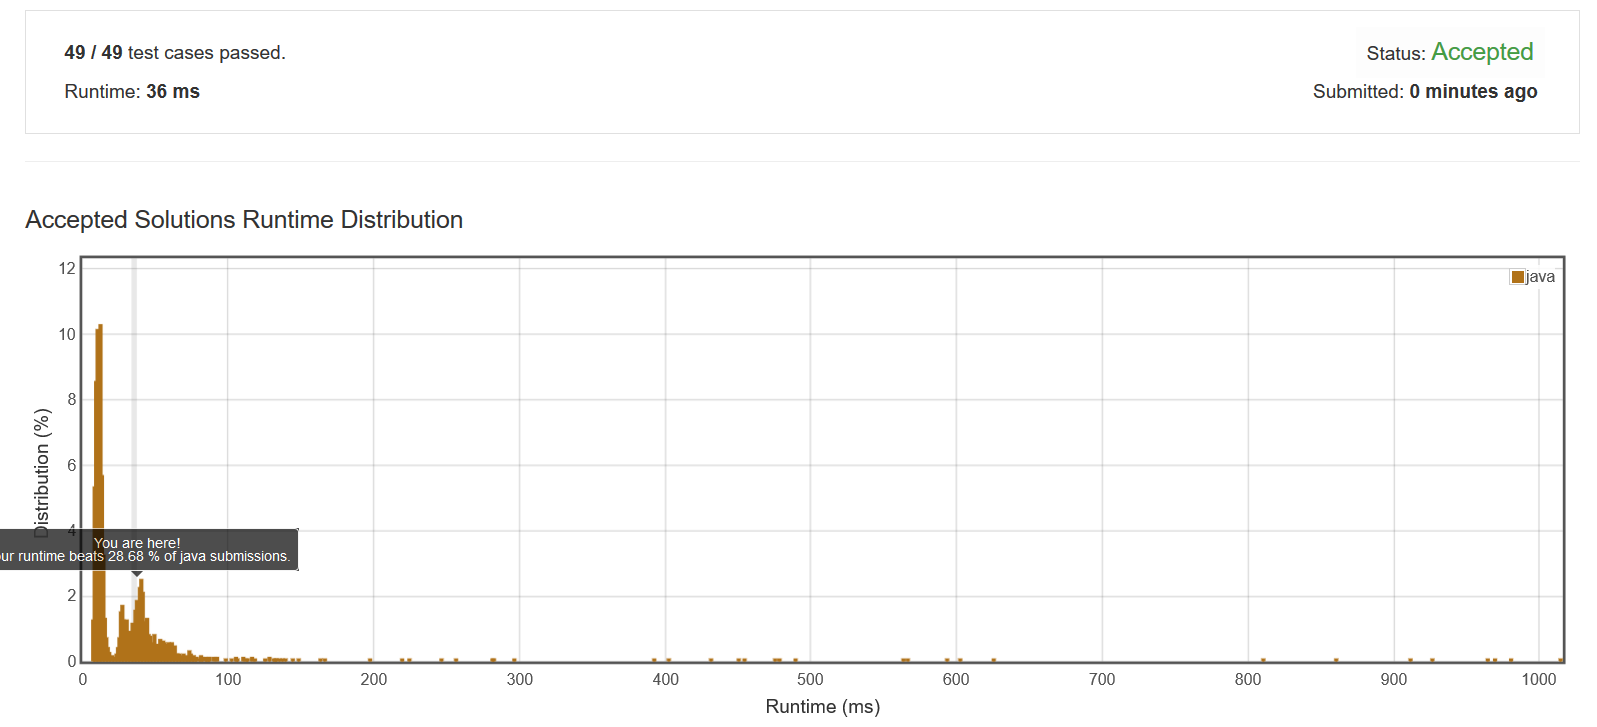 49 / 49 test cases passed.
Status: Accepted
Runtime: 36 ms
Submitted: 0 minutes ago
Accepted Solutions Runtime Distribution
12
java
10
8
6
4
2
0
Distribution (%)
You are here!
ur runtime beats 28.68 % of java submissions.
0 100 200 300 400 500 600 700 800 900 1000
Runtime (ms)